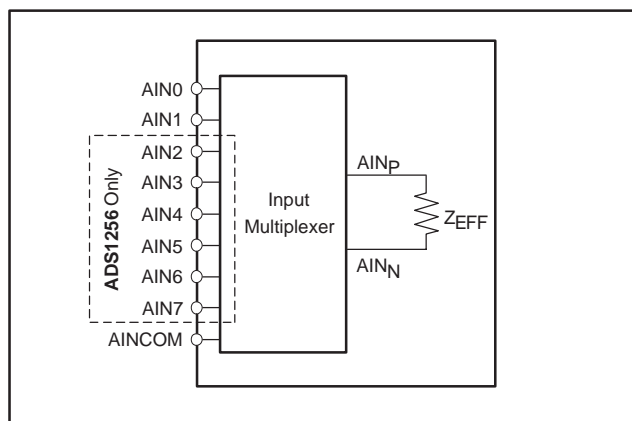 AIN0
AIN1
AIN2
AIN3
AIN4
AIN5
AIN6
AIN7
AINCOM
ADS1256 Only
Input
Multiplexer
AINP
ZEFF
AINN